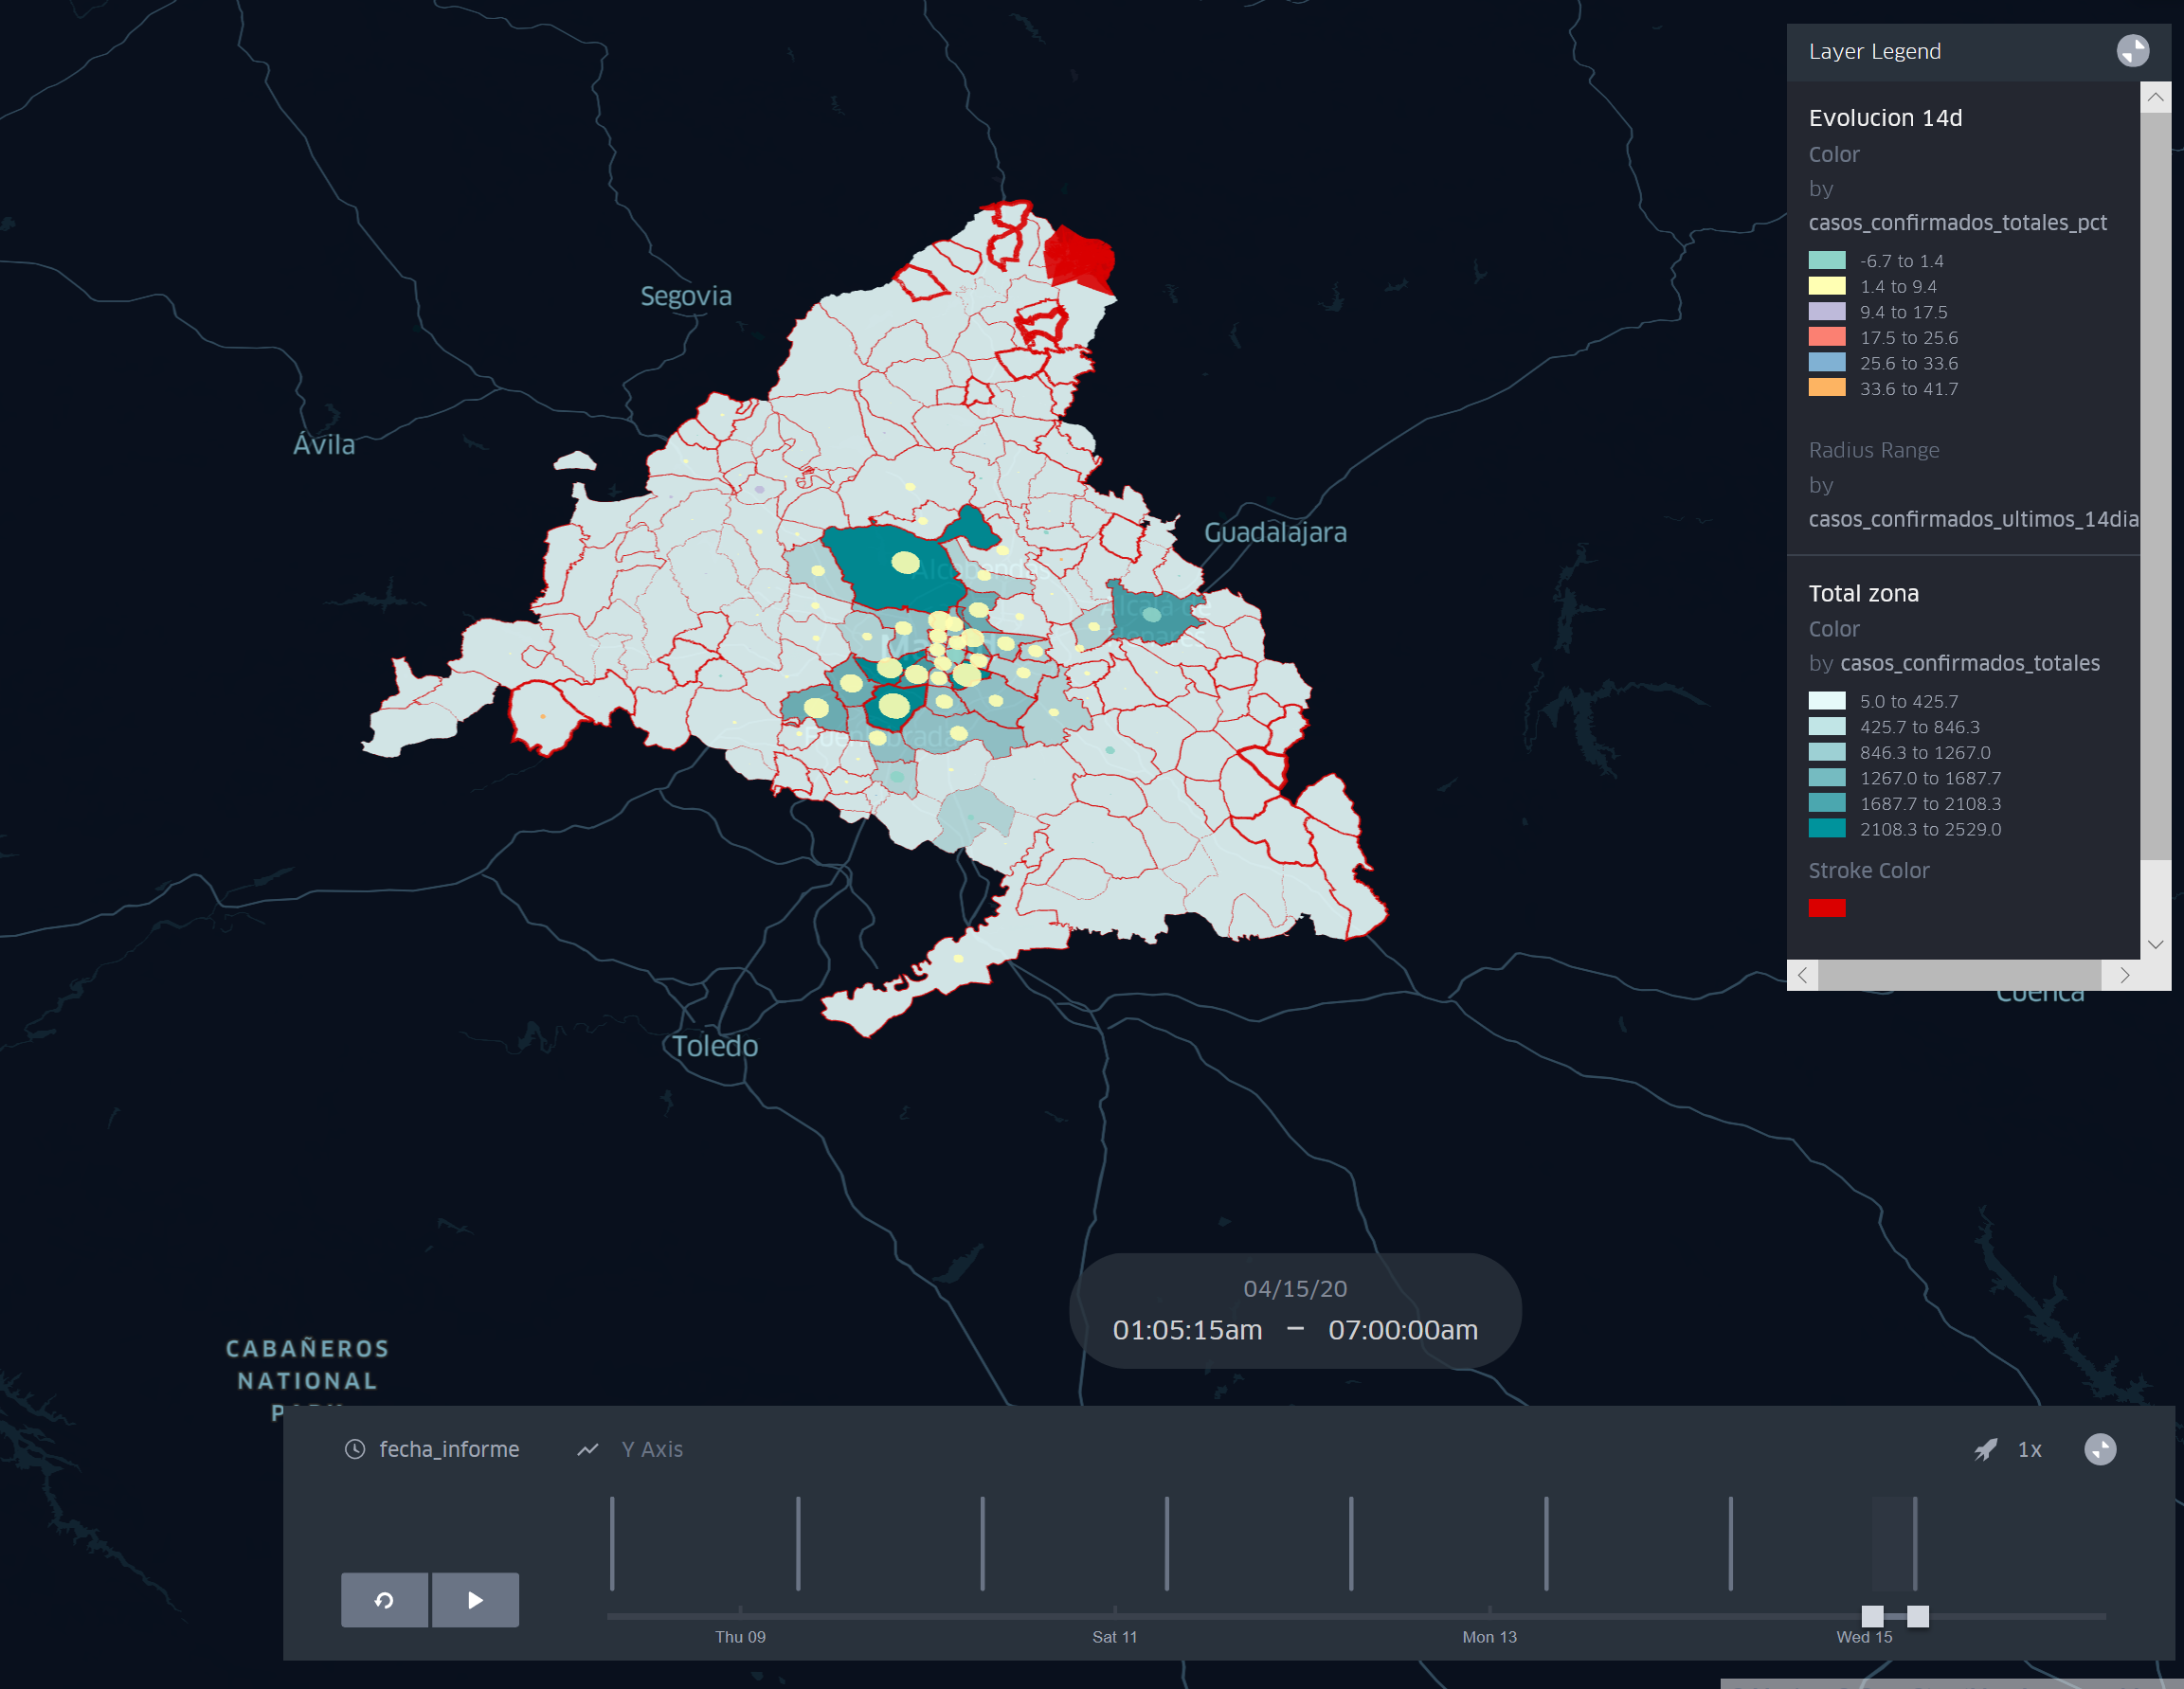 Layer Legend
Evolucion 14d
Color
by
casos_confirmados_totales_pct
-6.7 to 1.4
1.4 to 9.4
9.4 to 17.5
17.5 to 25.6
25.6 to 33.6
33.6 to 41.7
Radius Range
by
casos_confirmados_ultimos_14dia
Total zona
Color
by casos_confirmados_totales
5.0 to 425.7
425.7 to 846.3
846.3 to 1267.0
1267.0 to 1687.7
1687.7 to 2108.3
2108.3 to 2529.0
Stroke Color
Segovia
Ávila
Guadalajara
Alcobendas
Alcalá de
Fuenlabrada
Cuenca
Toledo
CABAÑEROS
NATIONAL
04/15/20
01:05:15am – 07:00:00am
fecha_informe
Y Axis
1x
Thu 09
Sat 11
Mon 13
Wed 15